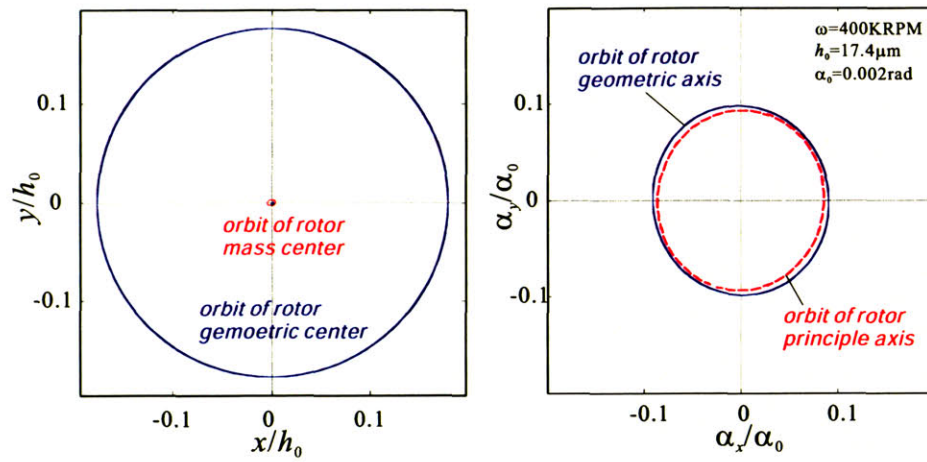 0.1
0
-0.1
y/h₀
orbit of rotor
mass center
orbit of rotor
gemoetric center
-0.1
0
0.1
x/h₀
ω=400KRPM
h₀=17.4μm
α₀=0.002rad
orbit of rotor
geometric axis
0.1
0
-0.1
α_y/α₀
orbit of rotor
principle axis
-0.1
0
0.1
α_x/α₀